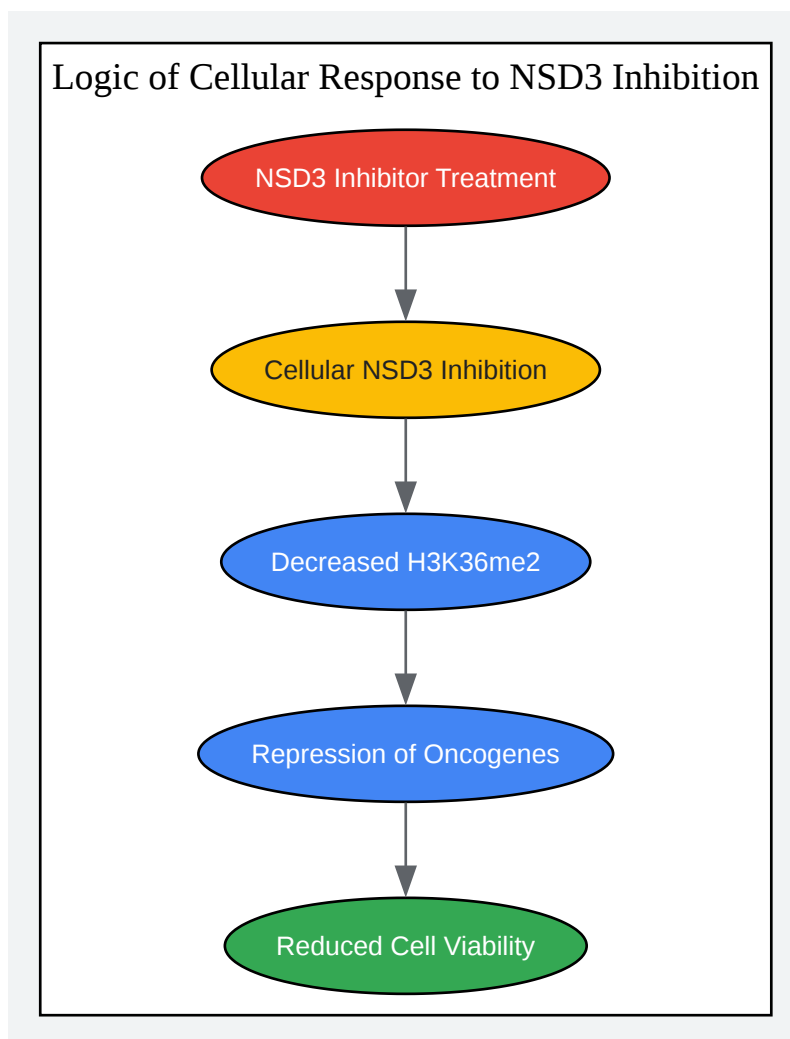 Logic of Cellular Response to NSD3 Inhibition
NSD3 Inhibitor Treatment
Cellular NSD3 Inhibition
Decreased H3K36me2
Repression of Oncogenes
Reduced Cell Viability